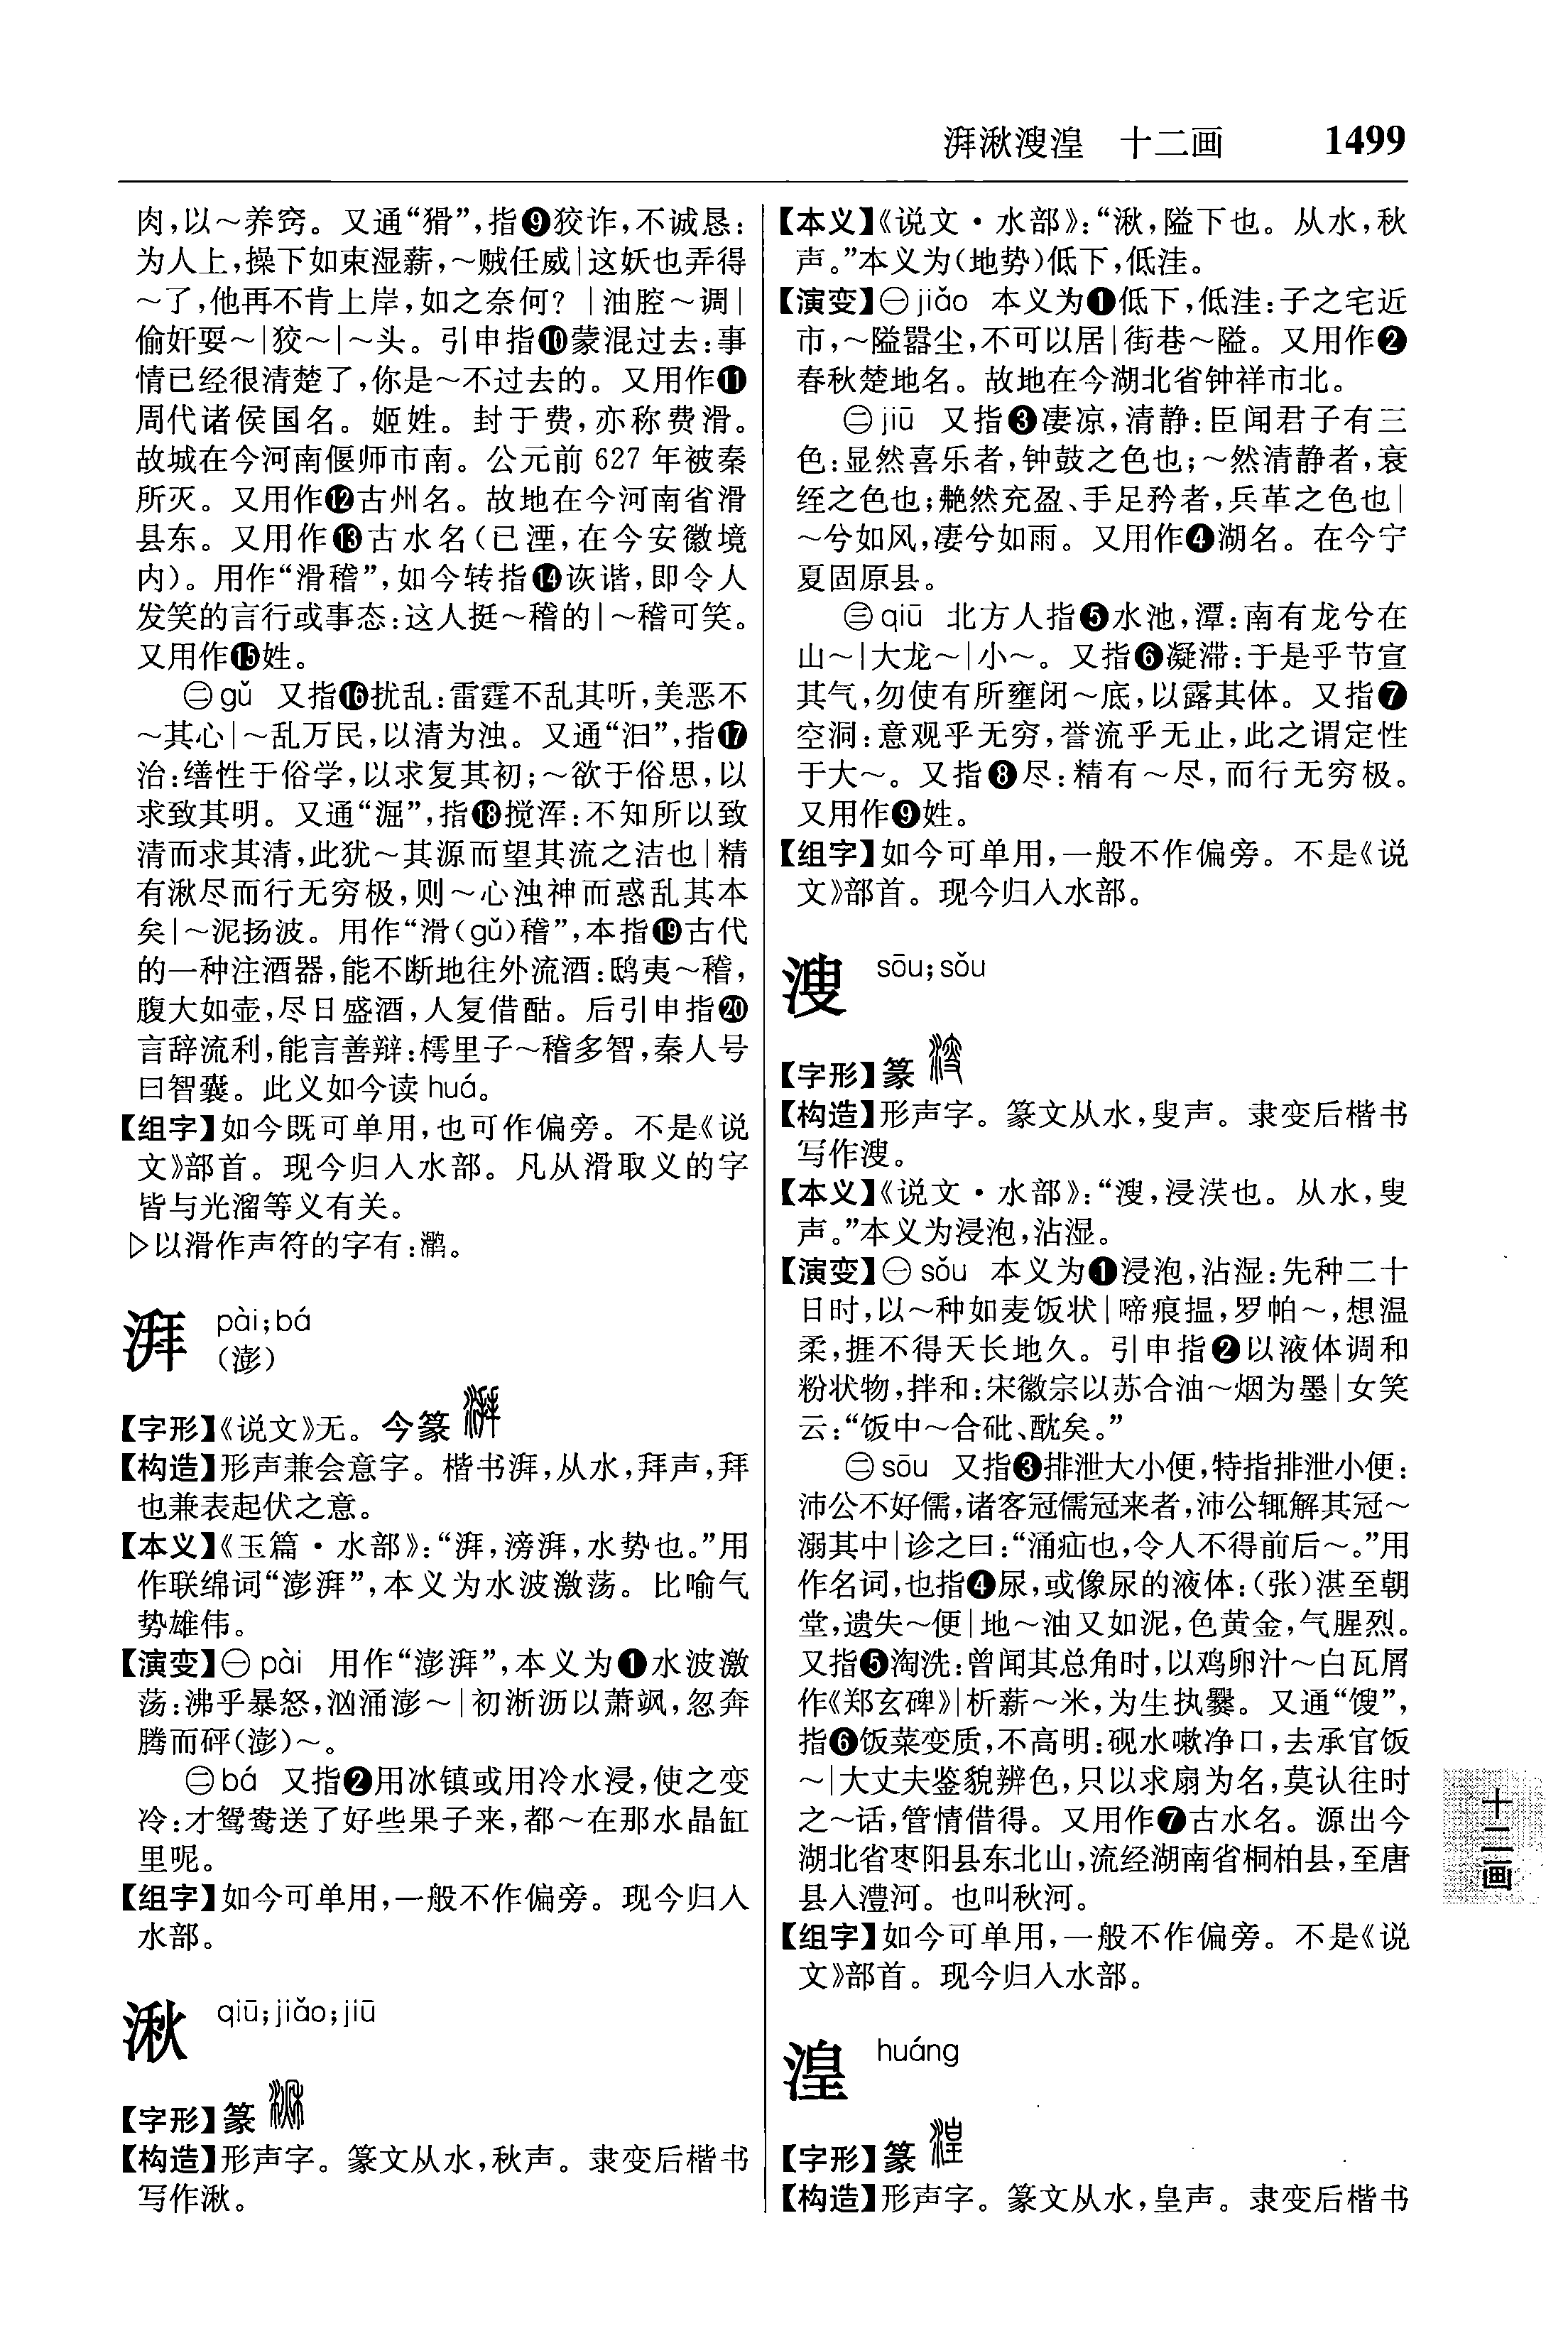 湃湫溲湟 十二画 1499
肉,以～养窍。又通“猾”,指❾狡诈,不诚恳:
为人上,操下如束湿薪,～贼任威|这妖也弄得
～了,他再不肯上岸,如之奈何?|油腔～调|
偷奸耍～|狡～|～头。引申指❿蒙混过去:事
情已经很清楚了,你是～不过去的。又用作⓫
周代诸侯国名。姬姓。封于费,亦称费滑。
故城在今河南偃师市南。公元前 627 年被秦
所灭。又用作⓬古州名。故地在今河南省滑
县东。又用作⓭古水名(已湮,在今安徽境
内)。用作“滑稽”,如今转指⓮诙谐,即令人
发笑的言行或事态:这人挺～稽的|～稽可笑。
又用作⓯姓。
㊁gǔ 又指⓰扰乱:雷霆不乱其听,美恶不
～其心|～乱万民,以清为浊。又通“汩”,指⓱
治:缮性于俗学,以求复其初;～欲于俗思,以
求致其明。又通“淈”,指⓲搅浑:不知所以致
清而求其清,此犹～其源而望其流之洁也|精
有湫尽而行无穷极,则～心浊神而惑乱其本
矣|～泥扬波。用作“滑(gǔ)稽”,本指⓳古代
的一种注酒器,能不断地往外流酒:鸱夷～稽,
腹大如壶,尽日盛酒,人复借酤。后引申指⓴
言辞流利,能言善辩:樗里子～稽多智,秦人号
曰智囊。此义如今读 huá。
【组字】如今既可单用,也可作偏旁。不是《说
文》部首。现今归入水部。凡从滑取义的字
皆与光溜等义有关。
▷以滑作声符的字有:㶉。
湃 pài;bá
(澎)
【字形】《说文》无。今篆
【构造】形声兼会意字。楷书湃,从水,拜声,拜
也兼表起伏之意。
【本义】《玉篇·水部》:“湃,滂湃,水势也。”用
作联绵词“澎湃”,本义为水波激荡。比喻气
势雄伟。
【演变】㊀pài 用作“澎湃”,本义为❶水波激
荡:沸乎暴怒,汹涌澎～|初淅沥以萧飒,忽奔
腾而砰(澎)～。
㊁bá 又指❷用冰镇或用冷水浸,使之变
冷:才鸳鸯送了好些果子来,都～在那水晶缸
里呢。
【组字】如今可单用,一般不作偏旁。现今归入
水部。
湫 qiū;jiǎo;jiū
【字形】篆
【构造】形声字。篆文从水,秋声。隶变后楷书
写作湫。
【本义】《说文·水部》:“湫,隘下也。从水,秋
声。”本义为(地势)低下,低洼。
【演变】㊀jiǎo 本义为❶低下,低洼:子之宅近
市,～隘嚣尘,不可以居|街巷～隘。又用作❷
春秋楚地名。故地在今湖北省钟祥市北。
㊁jiū 又指❸凄凉,清静:臣闻君子有三
色:显然喜乐者,钟鼓之色也;～然清静者,衰
绖之色也;艴然充盈、手足矜者,兵革之色也|
～兮如风,凄兮如雨。又用作❹湖名。在今宁
夏固原县。
㊂qiū 北方人指❺水池,潭:南有龙兮在
山～|大龙～|小～。又指❻凝滞:于是乎节宣
其气,勿使有所壅闭～底,以露其体。又指❼
空洞:意观乎无穷,誉流乎无止,此之谓定性
于大～。又指❽尽:精有～尽,而行无穷极。
又用作❾姓。
【组字】如今可单用,一般不作偏旁。不是《说
文》部首。现今归入水部。
溲 sōu;sǒu
【字形】篆
【构造】形声字。篆文从水,叟声。隶变后楷书
写作溲。
【本义】《说文·水部》:“溲,浸渓也。从水,叟
声。”本义为浸泡,沾湿。
【演变】㊀sǒu 本义为❶浸泡,沾湿:先种二十
日时,以～种如麦饭状|啼痕揾,罗帕～,想温
柔,捱不得天长地久。引申指❷以液体调和
粉状物,拌和:宋徽宗以苏合油～烟为墨|女笑
云:“饭中～合砒、酖矣。”
㊁sōu 又指❸排泄大小便,特指排泄小便:
沛公不好儒,诸客冠儒冠来者,沛公辄解其冠～
溺其中|诊之曰:“涌疝也,令人不得前后～。”用
作名词,也指❹尿,或像尿的液体:(张)湛至朝
堂,遗失～便|地～油又如泥,色黄金,气腥烈。
又指❺淘洗:曾闻其总角时,以鸡卵汁～白瓦屑
作《郑玄碑》|析薪～米,为生执爨。又通“馊”,
指❻饭菜变质,不高明:砚水嗽净口,去承官饭
～|大丈夫鉴貌辨色,只以求扇为名,莫认往时
之～话,管情借得。又用作❼古水名。源出今
湖北省枣阳县东北山,流经湖南省桐柏县,至唐
县入澧河。也叫秋河。
【组字】如今可单用,一般不作偏旁。不是《说
文》部首。现今归入水部。
湟 huáng
【字形】篆
【构造】形声字。篆文从水,皇声。隶变后楷书
十二画